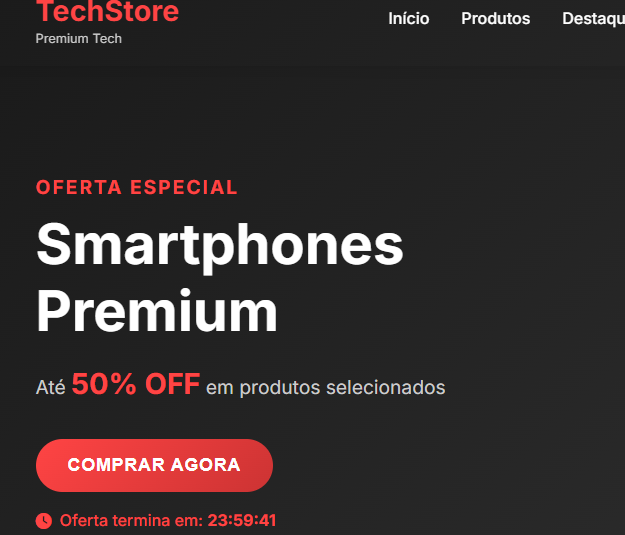 TechStore
Premium Tech
Início Produtos
OFERTA ESPECIAL
Smartphones
Premium
Até 50% OFF em produtos selecionados
COMPRAR AGORA
Oferta termina em: 23:59:41